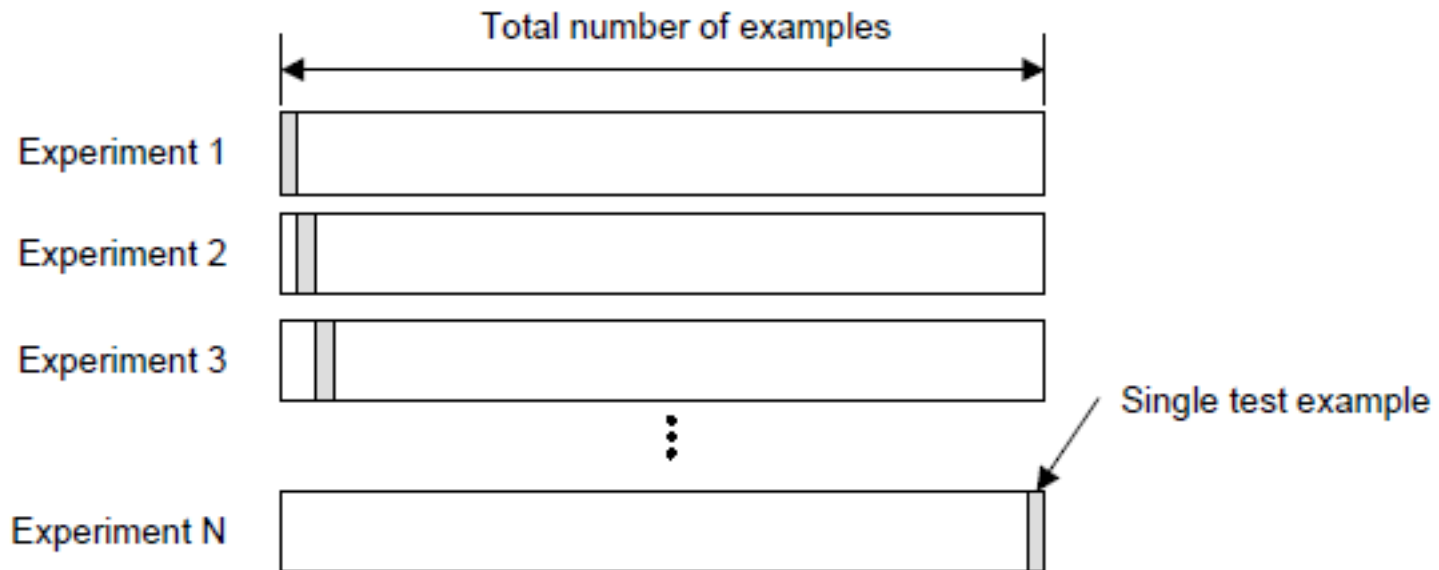 Total number of examples
Experiment 1
Experiment 2
Experiment 3
Single test example
Experiment N